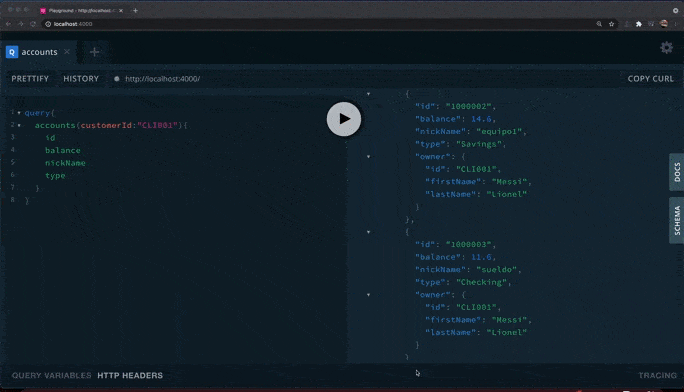 Playground - http://localhost:4
localhost:4000
Q accounts
PRETTIFY HISTORY http://localhost:4000/ COPY CURL
1 query{
2 accounts(customerId:"CLI001"){
3 id
4 balance
5 nickName
6 type
7 }
8 }
{
"id": "1000002",
"balance": 14.6,
"nickName": "equipo1",
"type": "Savings",
"owner": {
"id": "CLI001",
"firstName": "Messi",
"lastName": "Lionel"
}
},
{
"id": "1000003",
"balance": 11.6,
"nickName": "sueldo",
"type": "Checking",
"owner": {
"id": "CLI001",
"firstName": "Messi",
"lastName": "Lionel"
}
}
DOCS
SCHEMA
QUERY VARIABLES HTTP HEADERS TRACING